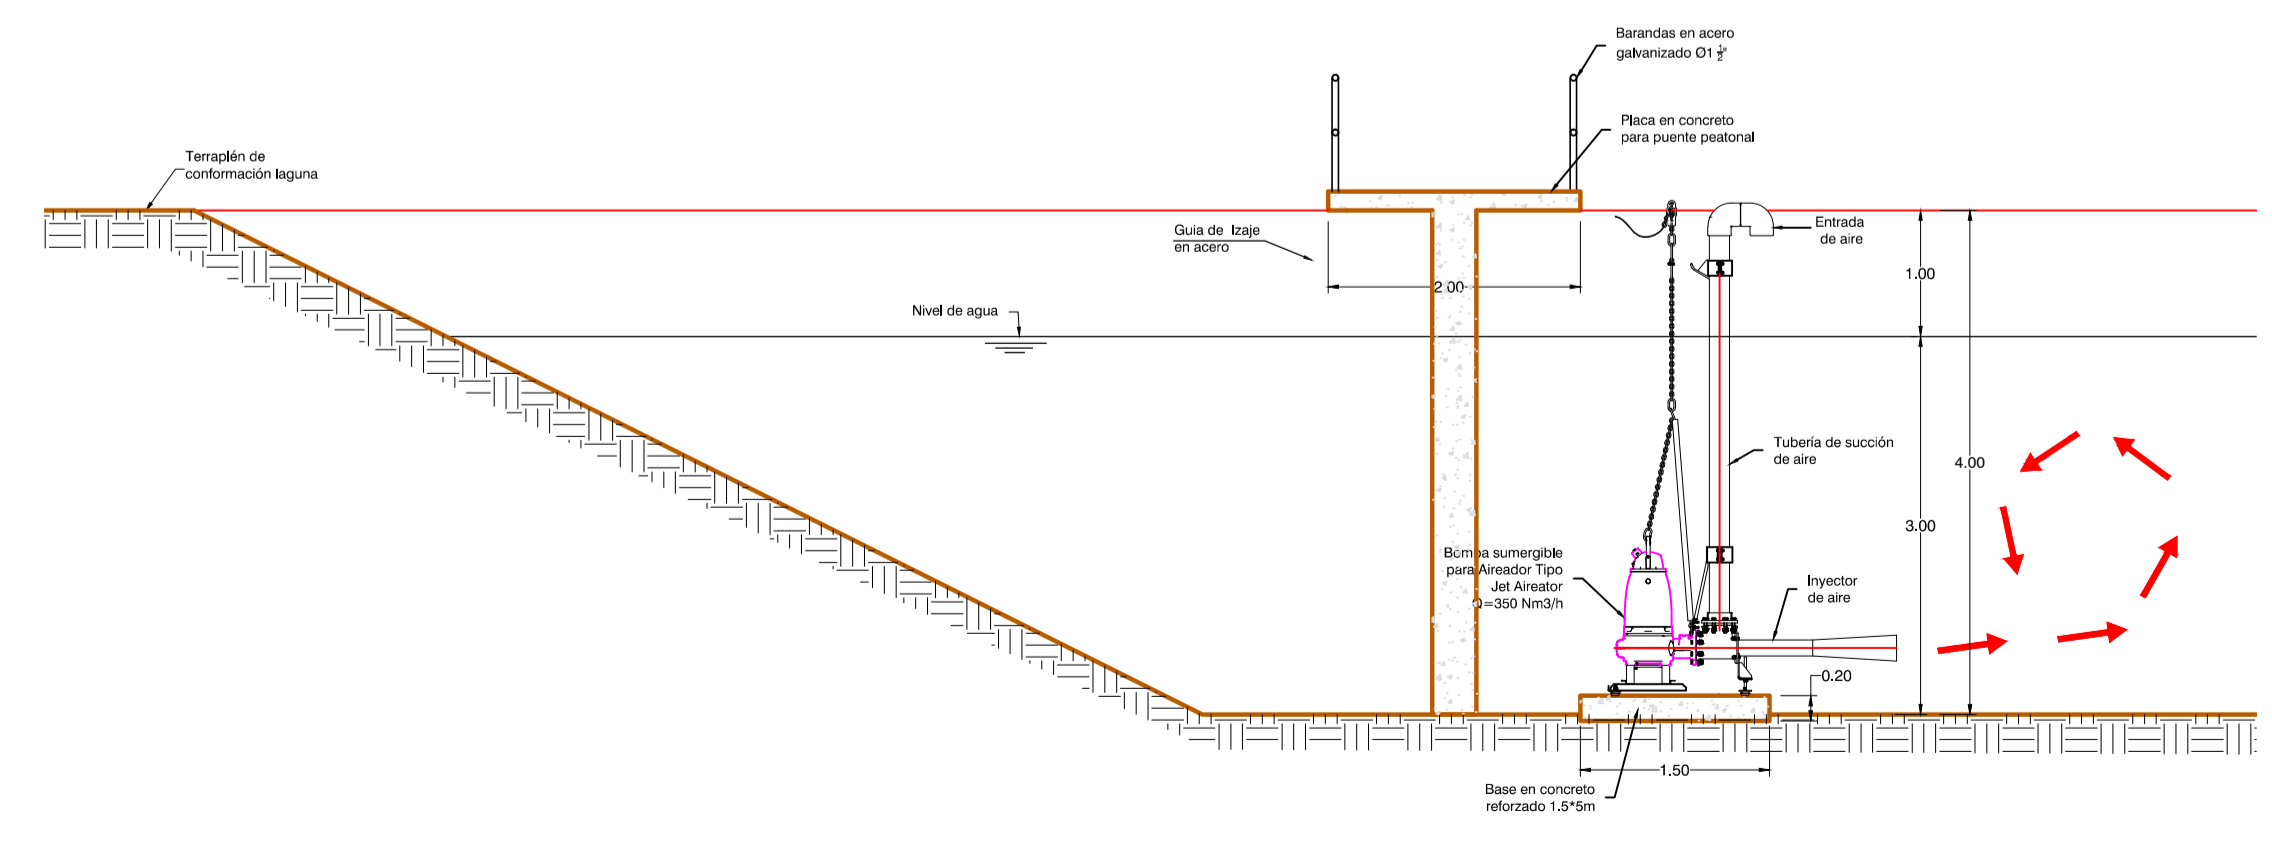 Barandas en acero
galvanizado Ø1 1/2"
Placa en concreto
para puente peatonal
Terraplén de
conformación laguna
Guia de Izaje
en acero
Entrada
de aire
1.00
2.00
Nivel de agua
Tubería de succión
de aire
4.00
3.00
Bomba sumergible
para Aireador Tipo
Jet Aireator
Q=350 Nm3/h
Inyector
de aire
0.20
1.50
Base en concreto
reforzado 1.5*5m